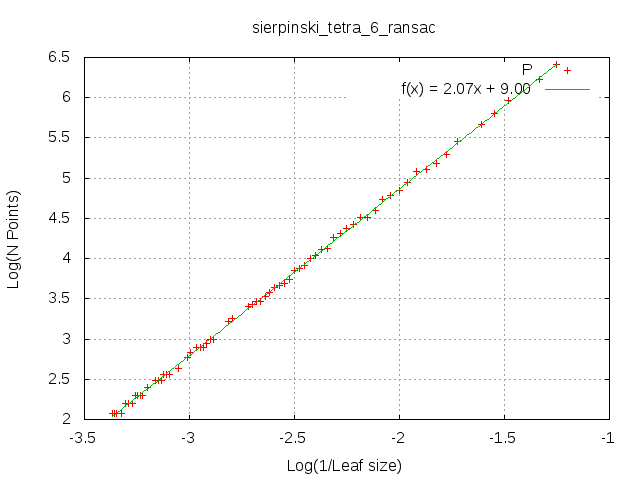 sierpinski_tetra_6_ransac
6.5
P
f(x) = 2.07x + 9.00
6
5.5
5
4.5
4
3.5
3
2.5
2
Log(N Points)
-3.5 -3 -2.5 -2 -1.5 -1
Log(1/Leaf size)